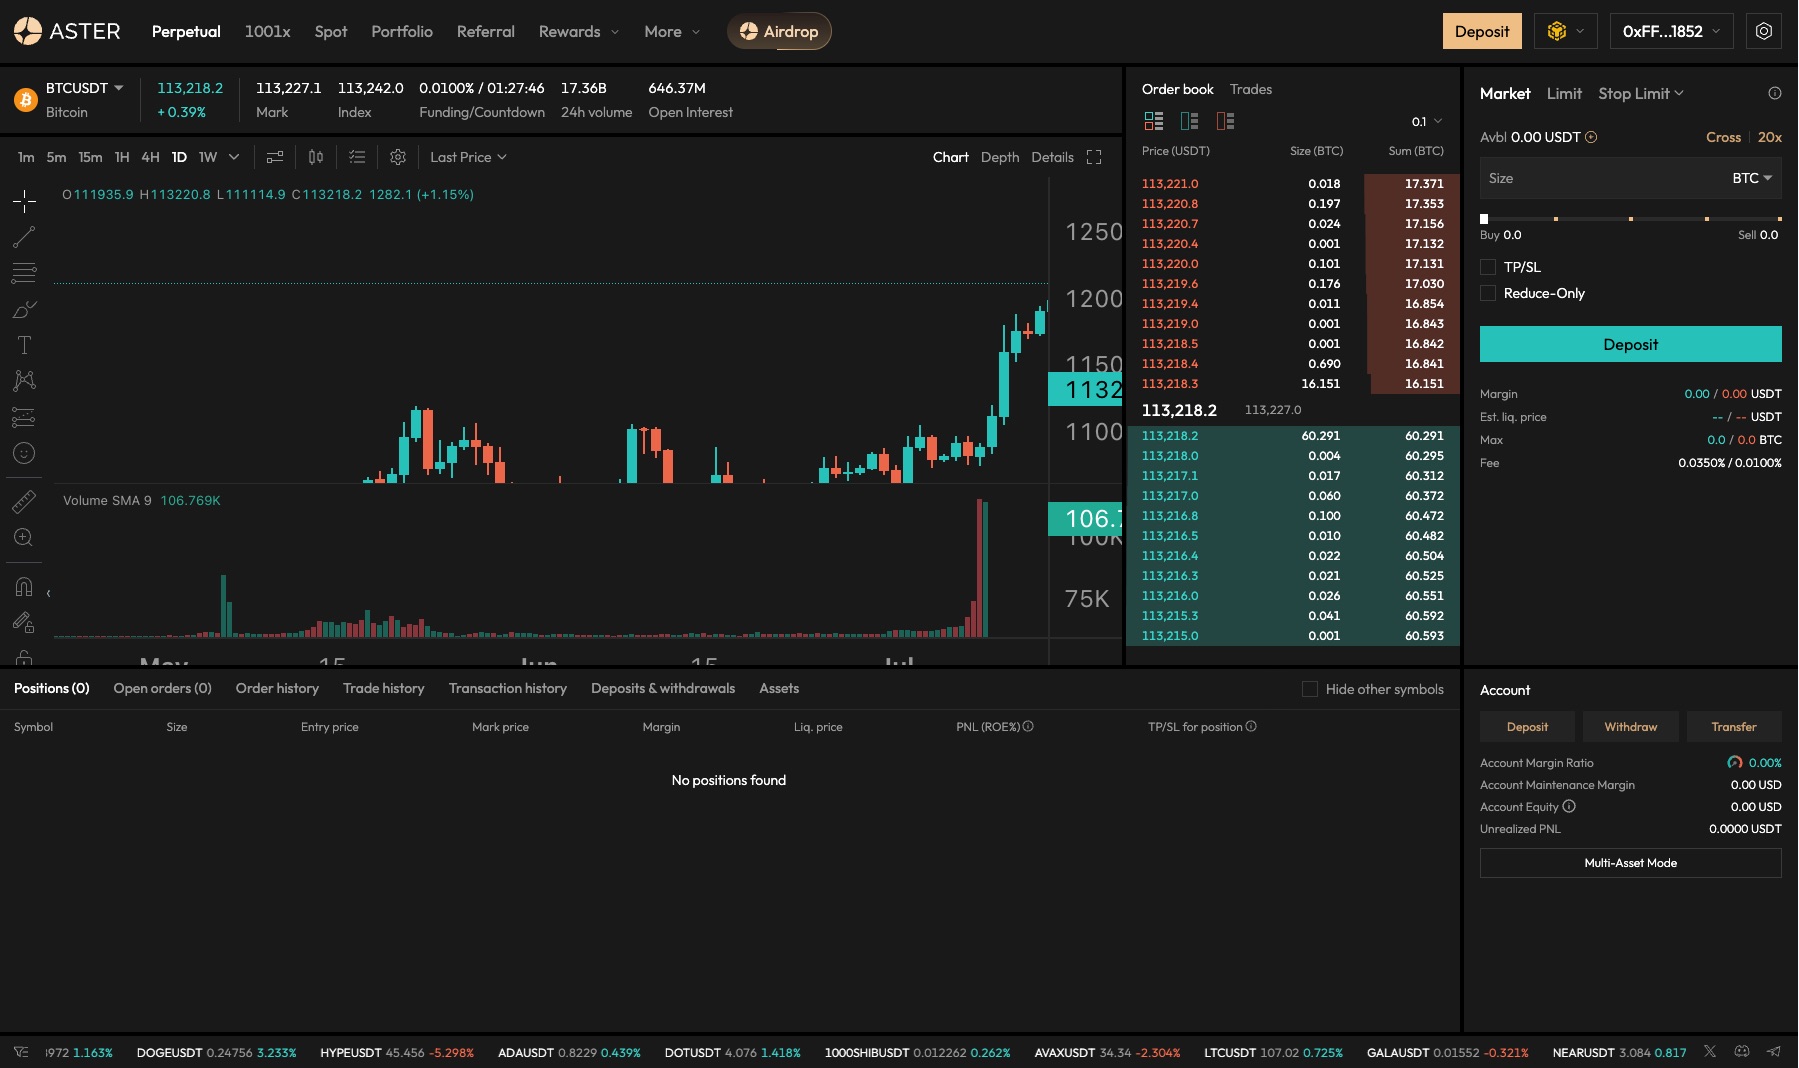 ASTER Perpetual 1001x Spot Portfolio Referral Rewards More Airdrop Deposit 0xFF...1852
BTCUSDT 113,218.2 113,227.1 113,242.0 0.0100% / 01:27:46 17.36B 646.37M
Bitcoin + 0.39% Mark Index Funding/Countdown 24h volume Open Interest
1m 5m 15m 1H 4H 1D 1W Last Price Chart Depth Details
O111935.9 H113220.8 L111114.9 C113218.2 1282.1 (+1.15%)
1250
1200
1150
1132
1100
Volume SMA 9 106.769K
106.7
100K
75K
May 15 Jun 15 Jul
Order book Trades
0.1
Price (USDT) Size (BTC) Sum (BTC)
113,221.0 0.018 17.371
113,220.8 0.197 17.353
113,220.7 0.024 17.156
113,220.4 0.001 17.132
113,220.0 0.101 17.131
113,219.6 0.176 17.030
113,219.4 0.011 16.854
113,219.0 0.001 16.843
113,218.5 0.001 16.842
113,218.4 0.690 16.841
113,218.3 16.151 16.151
113,218.2 113,227.0
113,218.2 60.291 60.291
113,218.0 0.004 60.295
113,217.1 0.017 60.312
113,217.0 0.060 60.372
113,216.8 0.100 60.472
113,216.5 0.010 60.482
113,216.4 0.022 60.504
113,216.3 0.021 60.525
113,216.0 0.026 60.551
113,215.3 0.041 60.592
113,215.0 0.001 60.593
Market Limit Stop Limit
Avbl 0.00 USDT Cross 20x
Size BTC
Buy 0.0 Sell 0.0
TP/SL
Reduce-Only
Deposit
Margin 0.00 / 0.00 USDT
Est. liq. price -- / -- USDT
Max 0.0 / 0.0 BTC
Fee 0.0350% / 0.0100%
Positions (0) Open orders (0) Order history Trade history Transaction history Deposits & withdrawals Assets Hide other symbols
Symbol Size Entry price Mark price Margin Liq. price PNL (ROE%) TP/SL for position
No positions found
Account
Deposit Withdraw Transfer
Account Margin Ratio 0.00%
Account Maintenance Margin 0.00 USD
Account Equity 0.00 USD
Unrealized PNL 0.0000 USDT
Multi-Asset Mode
972 1.163% DOGEUSDT 0.24756 3.233% HYPEUSDT 45.456 -5.298% ADAUSDT 0.8229 0.439% DOTUSDT 4.076 1.418% 1000SHIBUSDT 0.012262 0.262% AVAXUSDT 34.34 -2.304% LTCUSDT 107.02 0.725% GALAUSDT 0.01552 -0.321% NEARUSDT 3.084 0.817